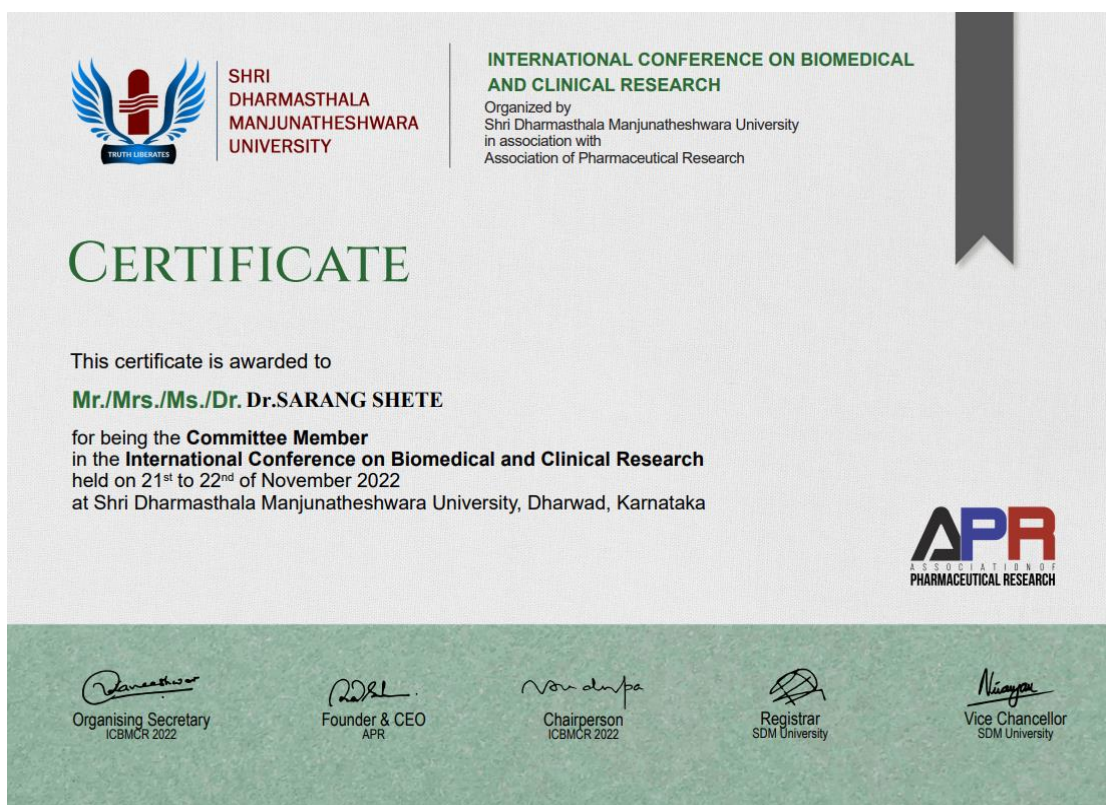 SHRI
DHARMASTHALA
MANJUNATHESHWARA
UNIVERSITY
TRUTH LIBERATES
INTERNATIONAL CONFERENCE ON BIOMEDICAL
AND CLINICAL RESEARCH
Organized by
Shri Dharmasthala Manjunatheshwara University
in association with
Association of Pharmaceutical Research
CERTIFICATE
This certificate is awarded to
Mr./Mrs./Ms./Dr. Dr.SARANG SHETE
for being the Committee Member
in the International Conference on Biomedical and Clinical Research
held on 21st to 22nd of November 2022
at Shri Dharmasthala Manjunatheshwara University, Dharwad, Karnataka
APR
ASSOCIATION OF
PHARMACEUTICAL RESEARCH
Organising Secretary
ICBMCR 2022
Founder & CEO
APR
Chairperson
ICBMCR 2022
Registrar
SDM University
Vice Chancellor
SDM University